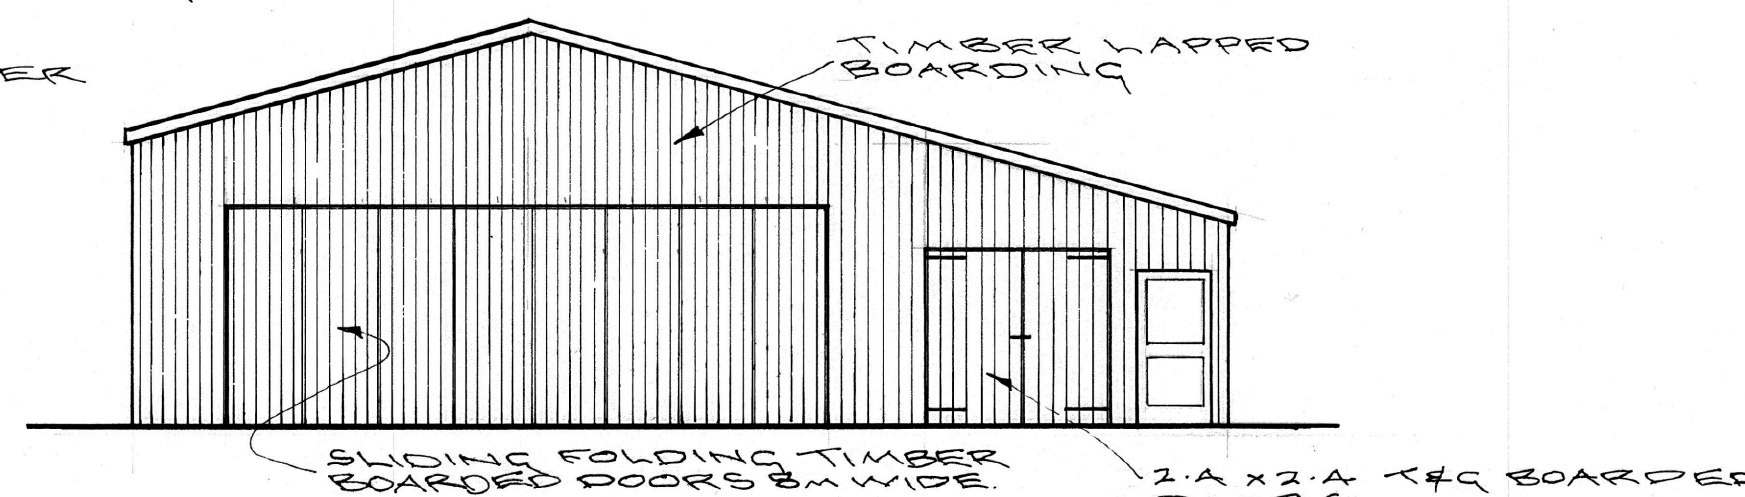 TIMBER LAPPED
BOARDING
ER
SLIDING FOLDING TIMBER
BOARDED DOORS 8m WIDE.
2.4 x 2.4 T&G BOARDED